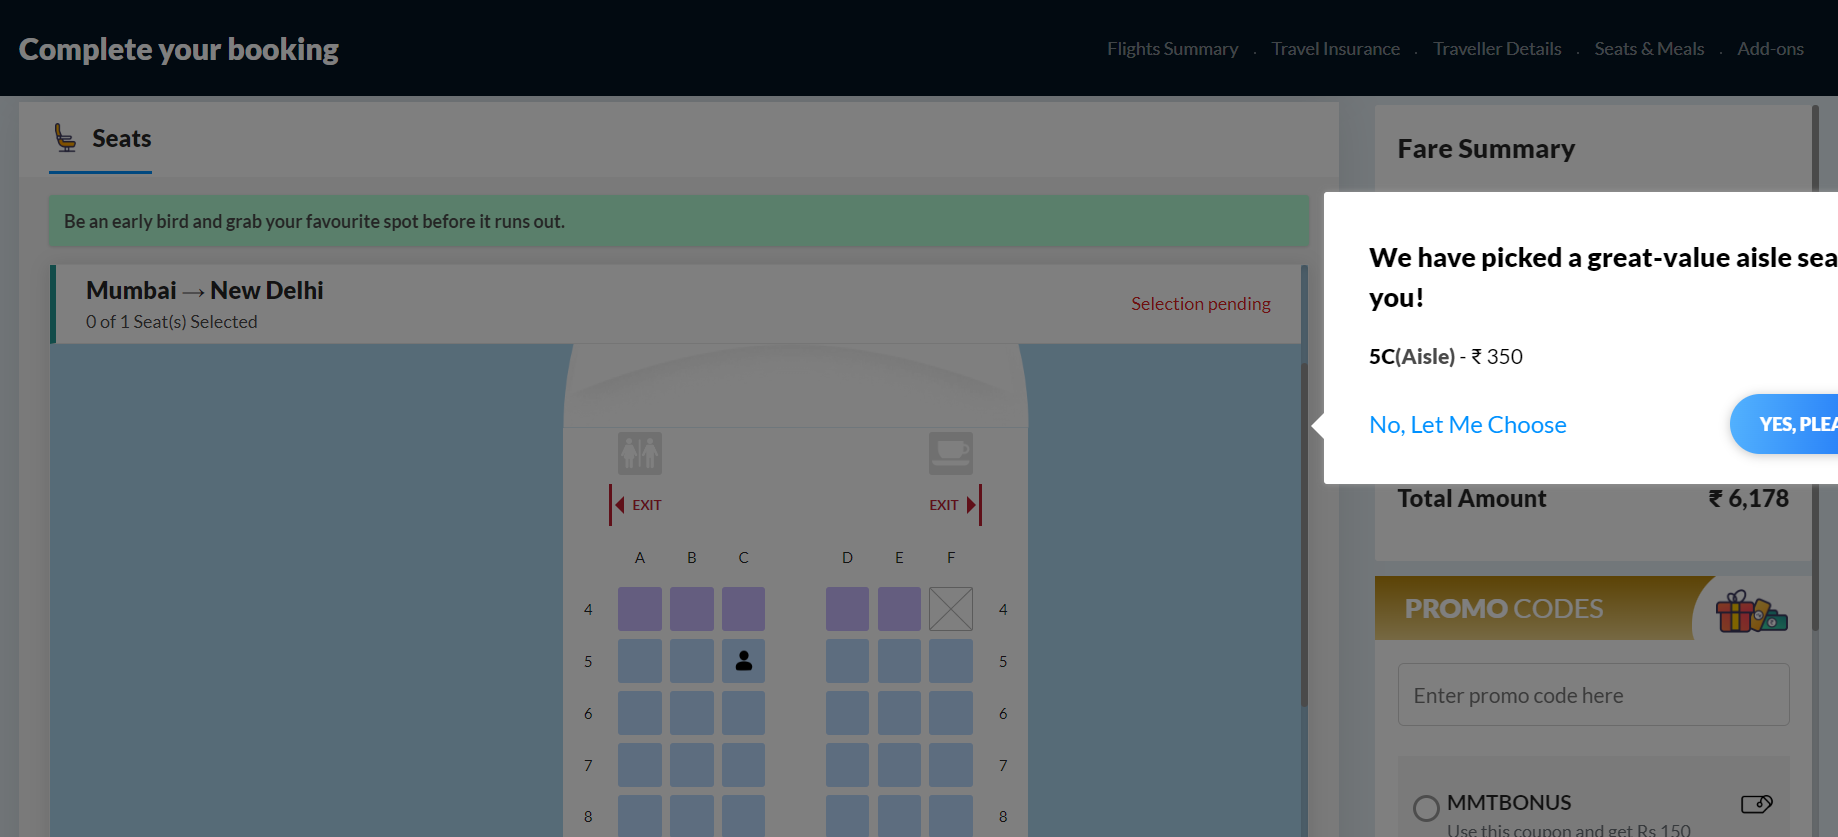 Complete your booking
Flights Summary . Travel Insurance . Traveller Details . Seats & Meals . Add-ons
Seats
Be an early bird and grab your favourite spot before it runs out.
Mumbai → New Delhi
0 of 1 Seat(s) Selected
Selection pending
EXIT EXIT
A B C D E F
4 4
5 5
6 6
7 7
8 8
Fare Summary
We have picked a great-value aisle sea
you!
5C(Aisle) - ₹ 350
No, Let Me Choose
YES, PLEA
Total Amount ₹ 6,178
PROMO CODES
Enter promo code here
MMTBONUS
Use this coupon and get Rs 150